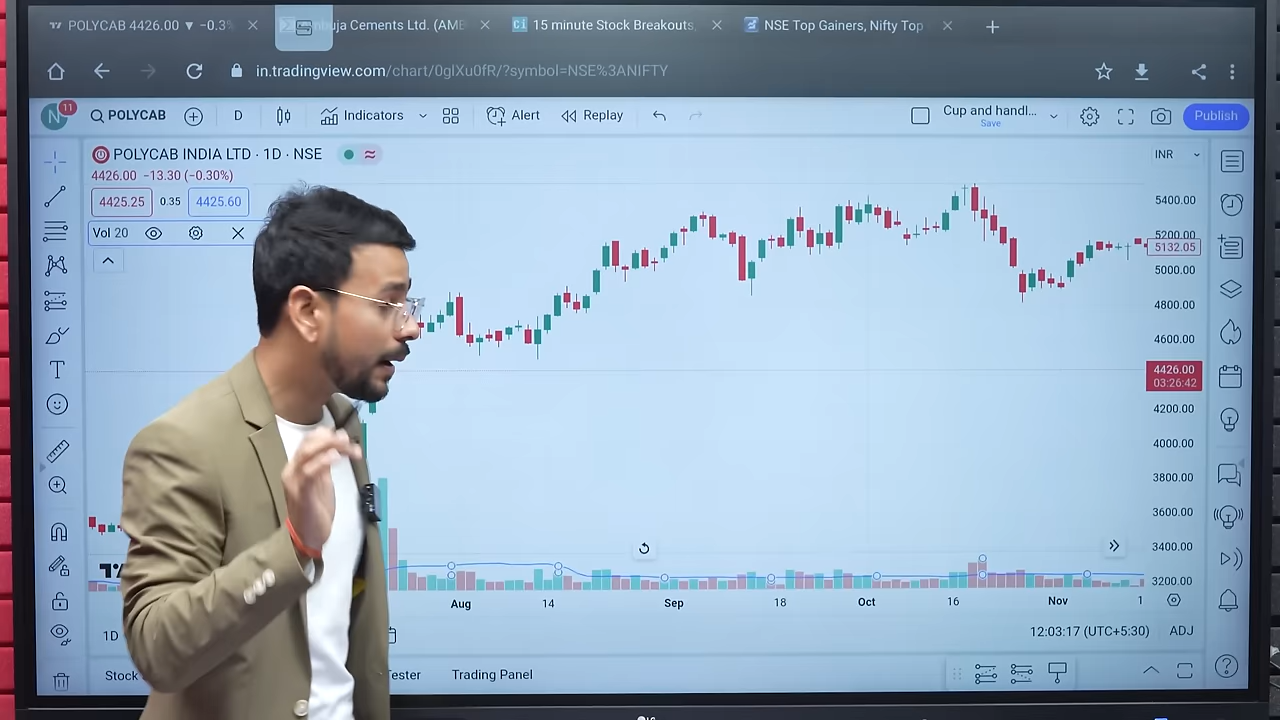 POLYCAB 4426.00 ▼ −0.3%
buja Cements Ltd. (AMB
15 minute Stock Breakouts,
NSE Top Gainers, Nifty Top
in.tradingview.com/chart/0glXu0fR/?symbol=NSE%3ANIFTY
N 11
POLYCAB
D
Indicators
Alert
Replay
Cup and handl...
Save
Publish
POLYCAB INDIA LTD · 1D · NSE
INR
4426.00 −13.30 (−0.30%)
4425.25 0.35 4425.60
Vol 20
5400.00
5200.00
5132.05
5000.00
4800.00
4600.00
4426.00
03:26:42
4200.00
4000.00
3800.00
3600.00
3400.00
3200.00
Aug 14 Sep 18 Oct 16 Nov 1
1D
12:03:17 (UTC+5:30) ADJ
Stock
ester
Trading Panel
LG